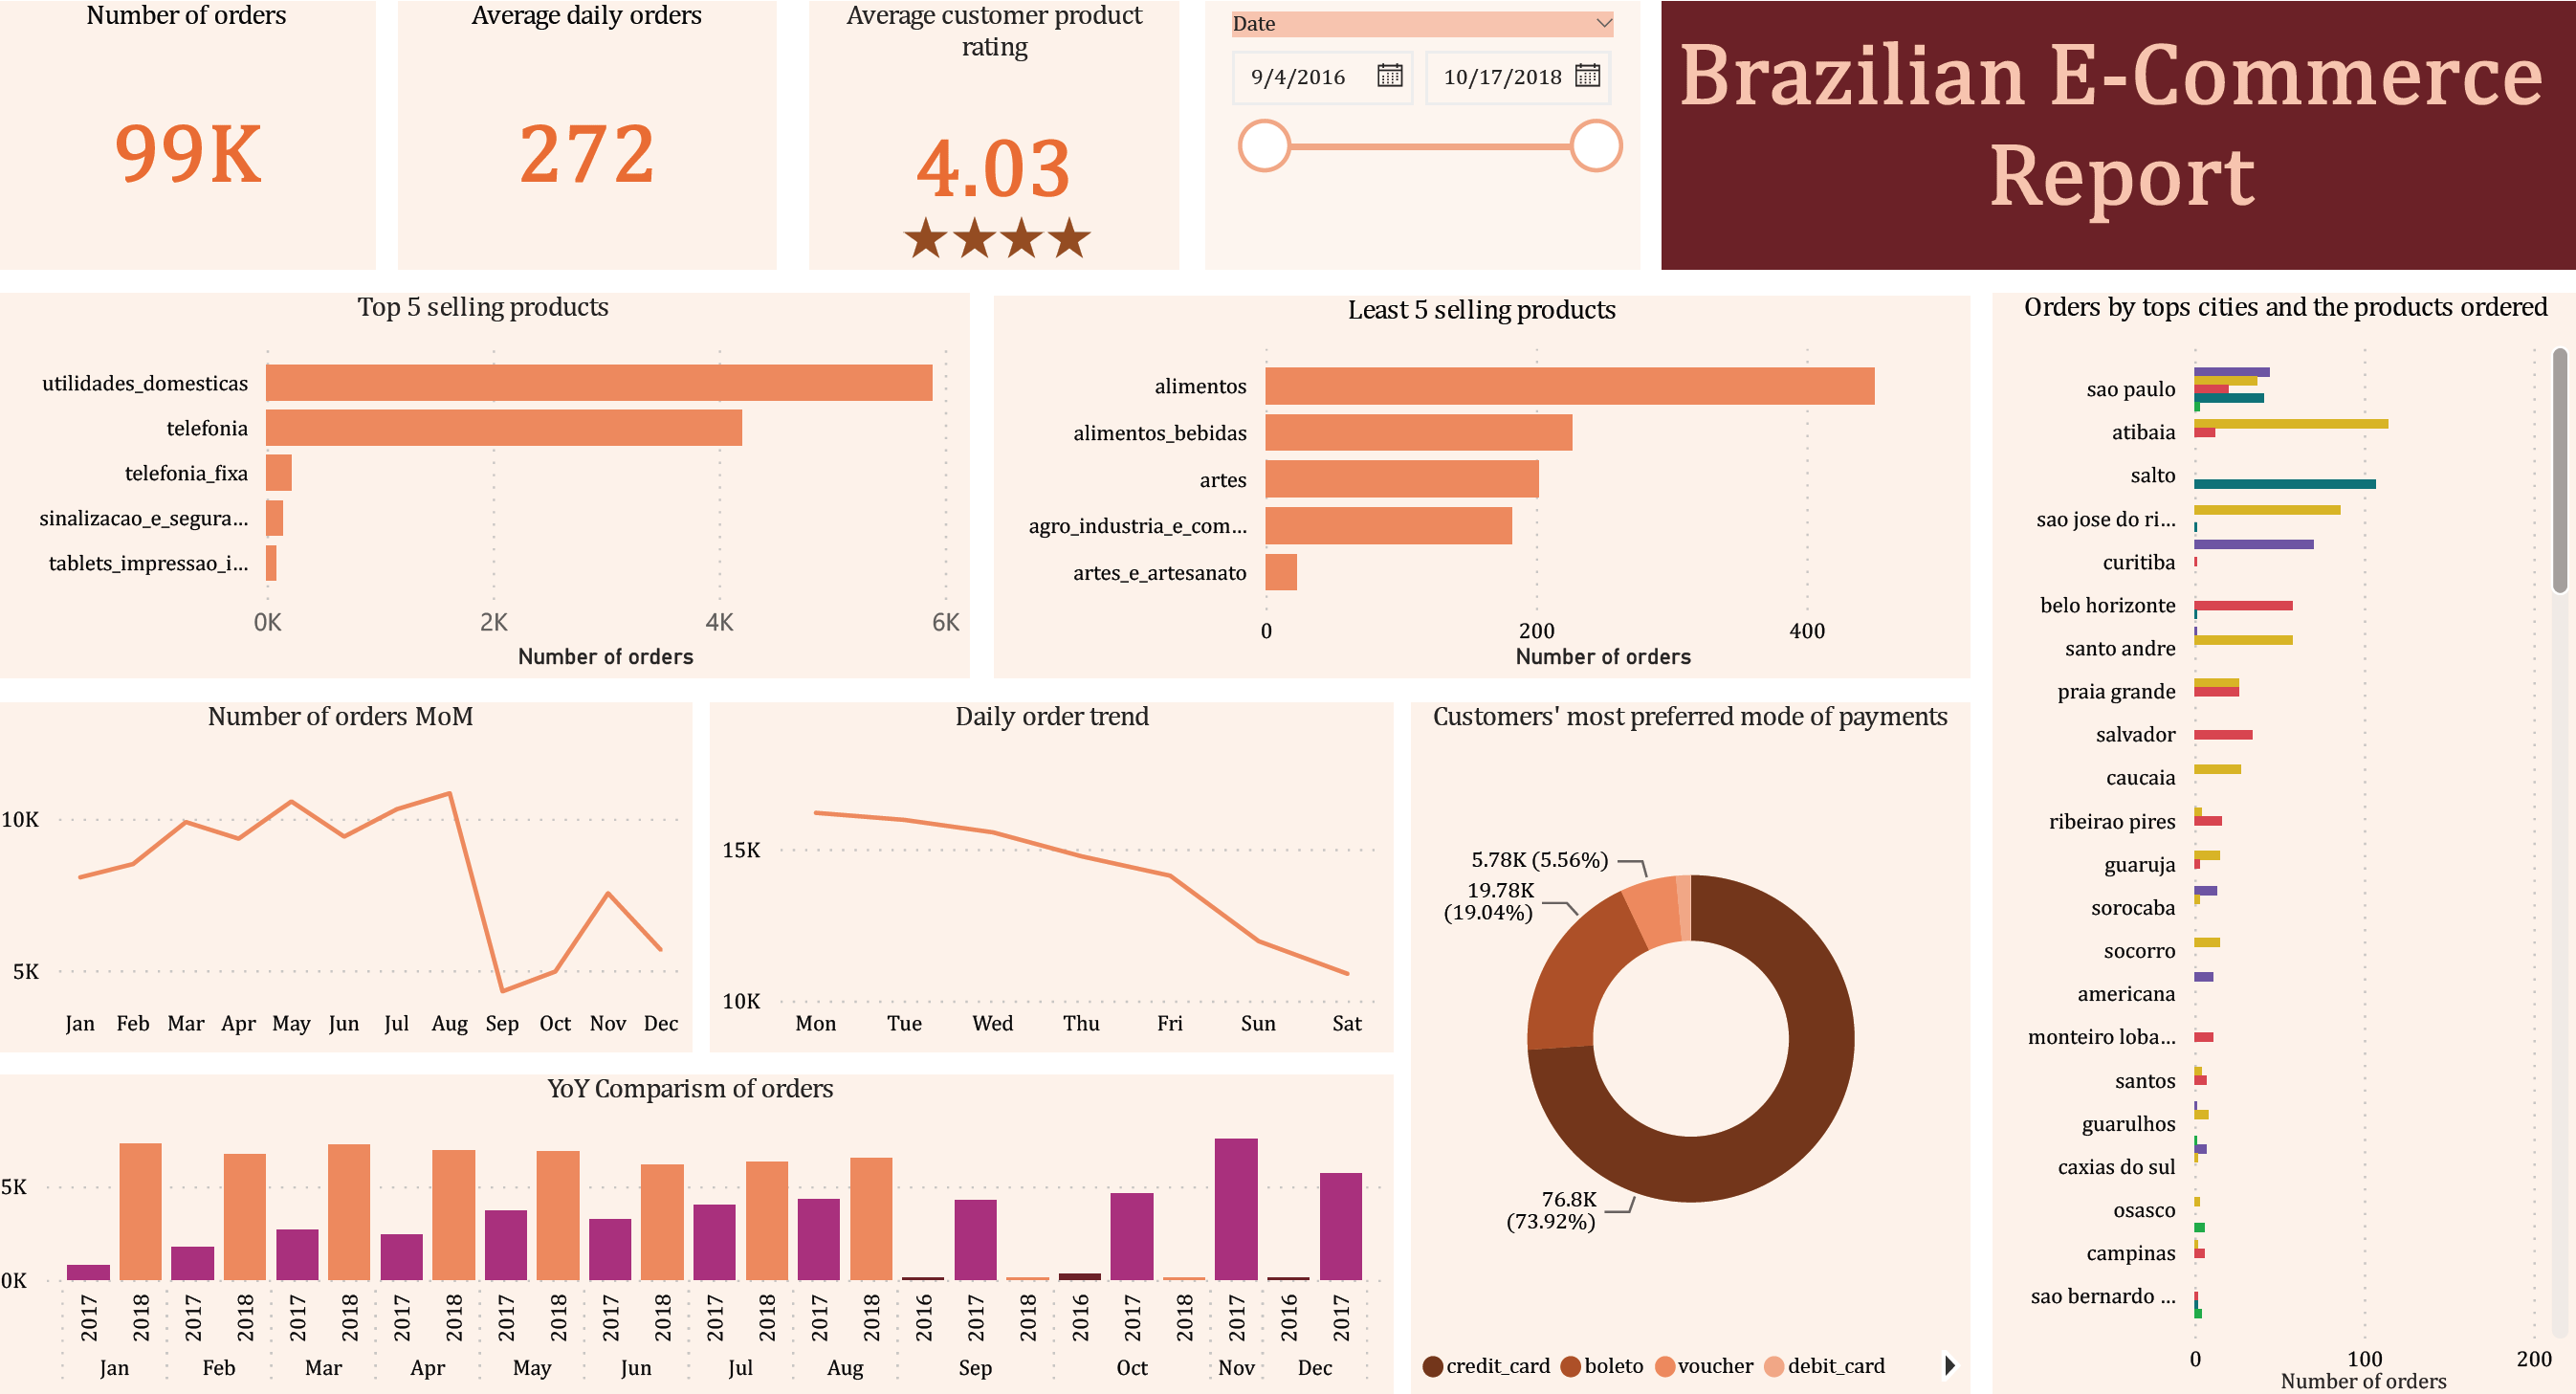 Number of orders
99K
Average daily orders
272
Average customer product
rating
4.03
Date
9/4/2016
10/17/2018
Brazilian E-Commerce
Report
Top 5 selling products
utilidades_domesticas
telefonia
telefonia_fixa
sinalizacao_e_segura...
tablets_impressao_i...
0K
2K
4K
6K
Number of orders
Least 5 selling products
alimentos
alimentos_bebidas
artes
agro_industria_e_com...
artes_e_artesanato
0
200
400
Number of orders
Orders by tops cities and the products ordered
sao paulo
atibaia
salto
sao jose do ri...
curitiba
belo horizonte
santo andre
praia grande
salvador
caucaia
ribeirao pires
guaruja
sorocaba
socorro
americana
monteiro loba...
santos
guarulhos
caxias do sul
osasco
campinas
sao bernardo ...
0
100
200
Number of orders
Number of orders MoM
10K
5K
Jan
Feb
Mar
Apr
May
Jun
Jul
Aug
Sep
Oct
Nov
Dec
Daily order trend
15K
10K
Mon
Tue
Wed
Thu
Fri
Sun
Sat
Customers' most preferred mode of payments
5.78K (5.56%)
19.78K
(19.04%)
76.8K
(73.92%)
credit_card
boleto
voucher
debit_card
YoY Comparism of orders
5K
0K
2017
2018
2017
2018
2017
2018
2017
2018
2017
2018
2017
2018
2017
2018
2017
2018
2016
2017
2018
2016
2017
2018
2017
2016
2017
Jan
Feb
Mar
Apr
May
Jun
Jul
Aug
Sep
Oct
Nov
Dec